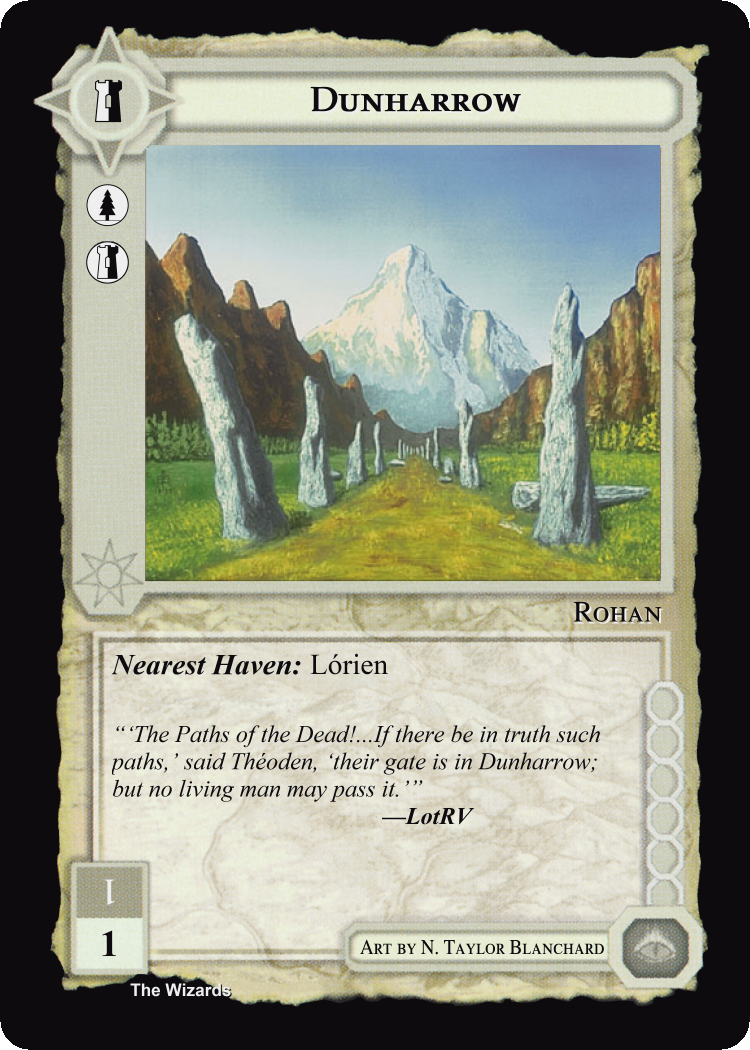 Dunharrow
Rohan
Nearest Haven: Lórien
“‘The Paths of the Dead!...If there be in truth such
paths,’ said Théoden, ‘their gate is in Dunharrow;
but no living man may pass it.’”
—LotRV
1
1
Art by N. Taylor Blanchard
The Wizards